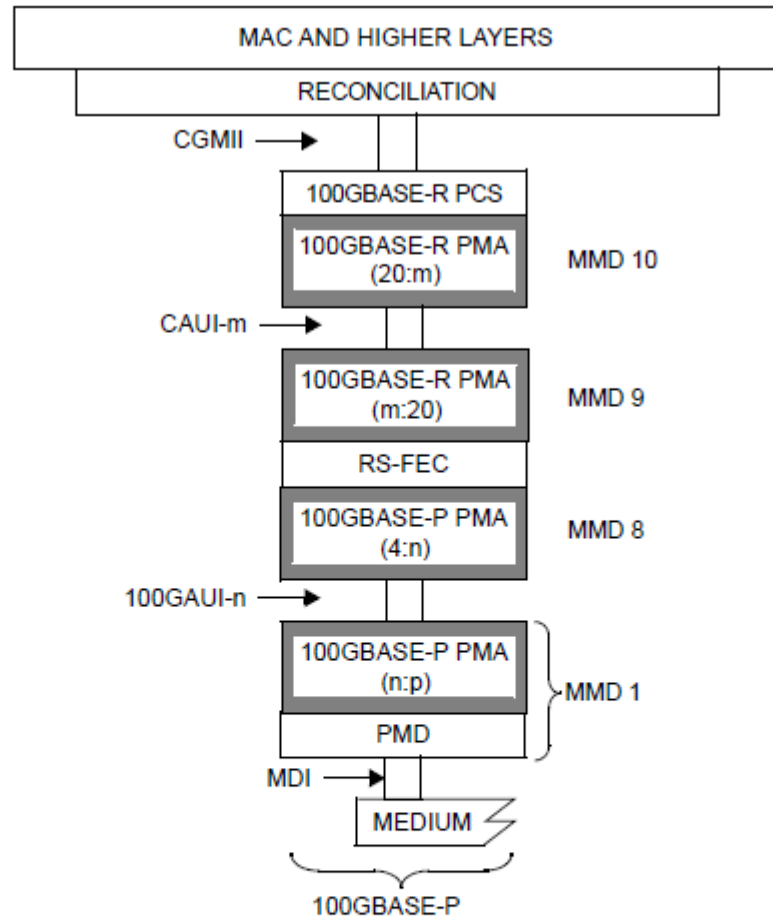 MAC AND HIGHER LAYERS
RECONCILIATION
CGMII
100GBASE-R PCS
100GBASE-R PMA
(20:m)
MMD 10
CAUI-m
100GBASE-R PMA
(m:20)
MMD 9
RS-FEC
100GBASE-P PMA
(4:n)
MMD 8
100GAUI-n
100GBASE-P PMA
(n:p)
MMD 1
PMD
MDI
MEDIUM
100GBASE-P